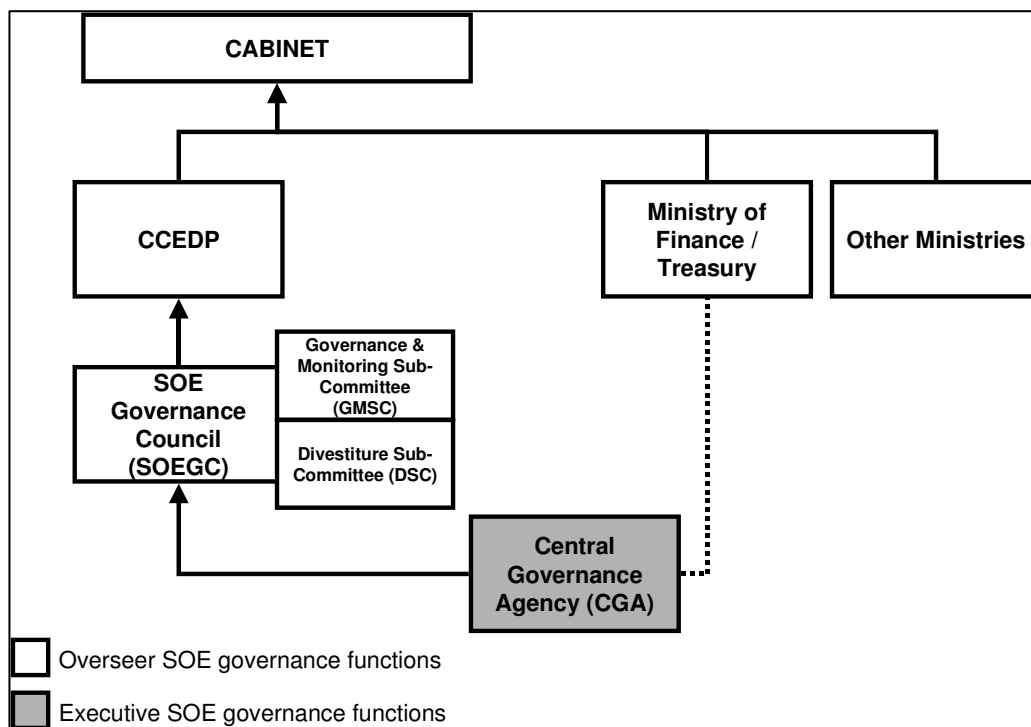 CABINET
CCEDP
Ministry of
Finance /
Treasury
Other Ministries
SOE
Governance
Council
(SOEGC)
Governance &
Monitoring Sub-
Committee
(GMSC)
Divestiture Sub-
Committee (DSC)
Central
Governance
Agency (CGA)
Overseer SOE governance functions
Executive SOE governance functions